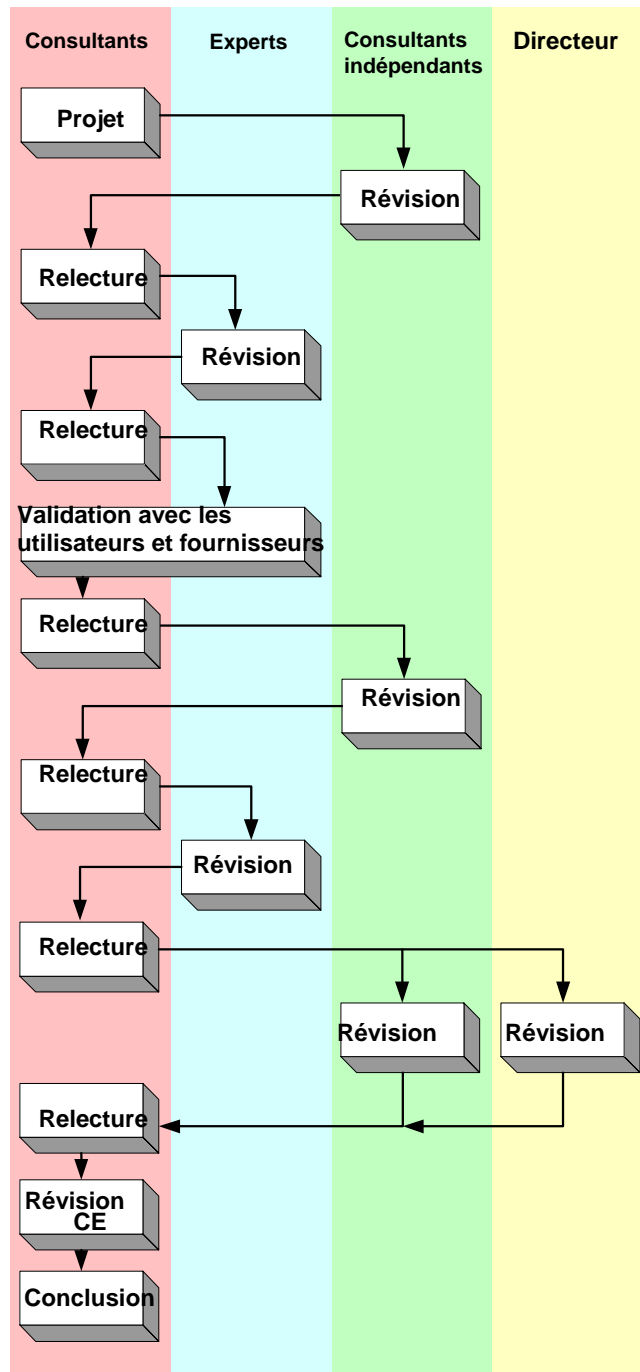 Consultants
Experts
Consultants
indépendants
Directeur
Projet
Révision
Relecture
Révision
Relecture
Validation avec les
utilisateurs et fournisseurs
Relecture
Révision
Relecture
Révision
Relecture
Révision
Révision
Relecture
Révision
CE
Conclusion